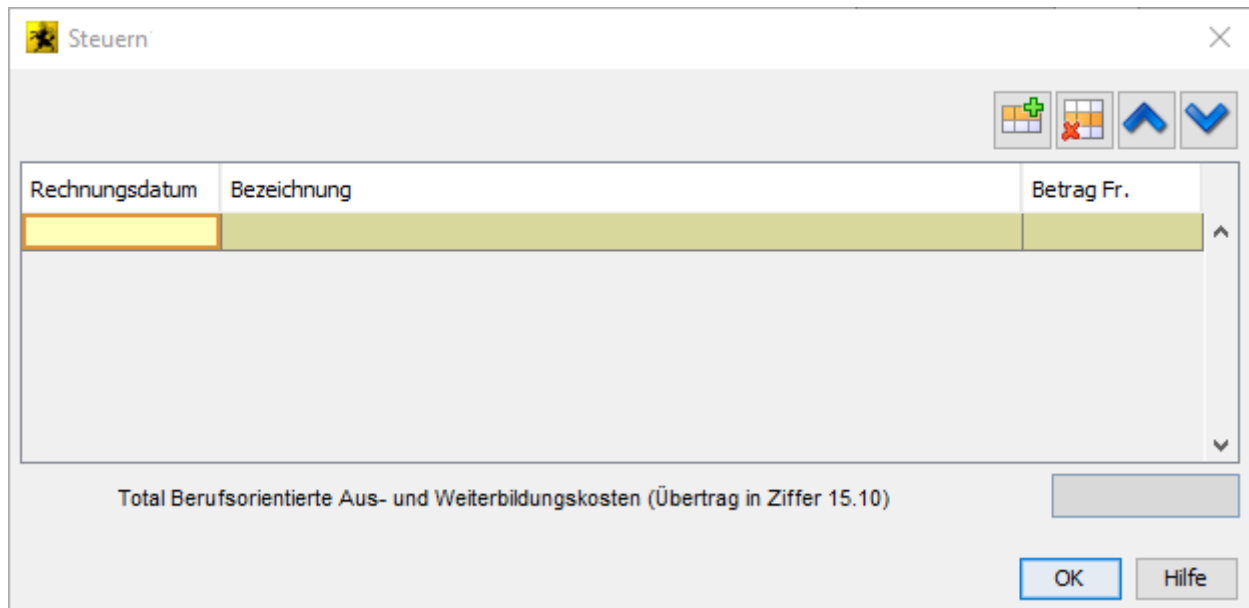 Steuern
Rechnungsdatum Bezeichnung Betrag Fr.
Total Berufsorientierte Aus- und Weiterbildungskosten (Übertrag in Ziffer 15.10)
OK Hilfe